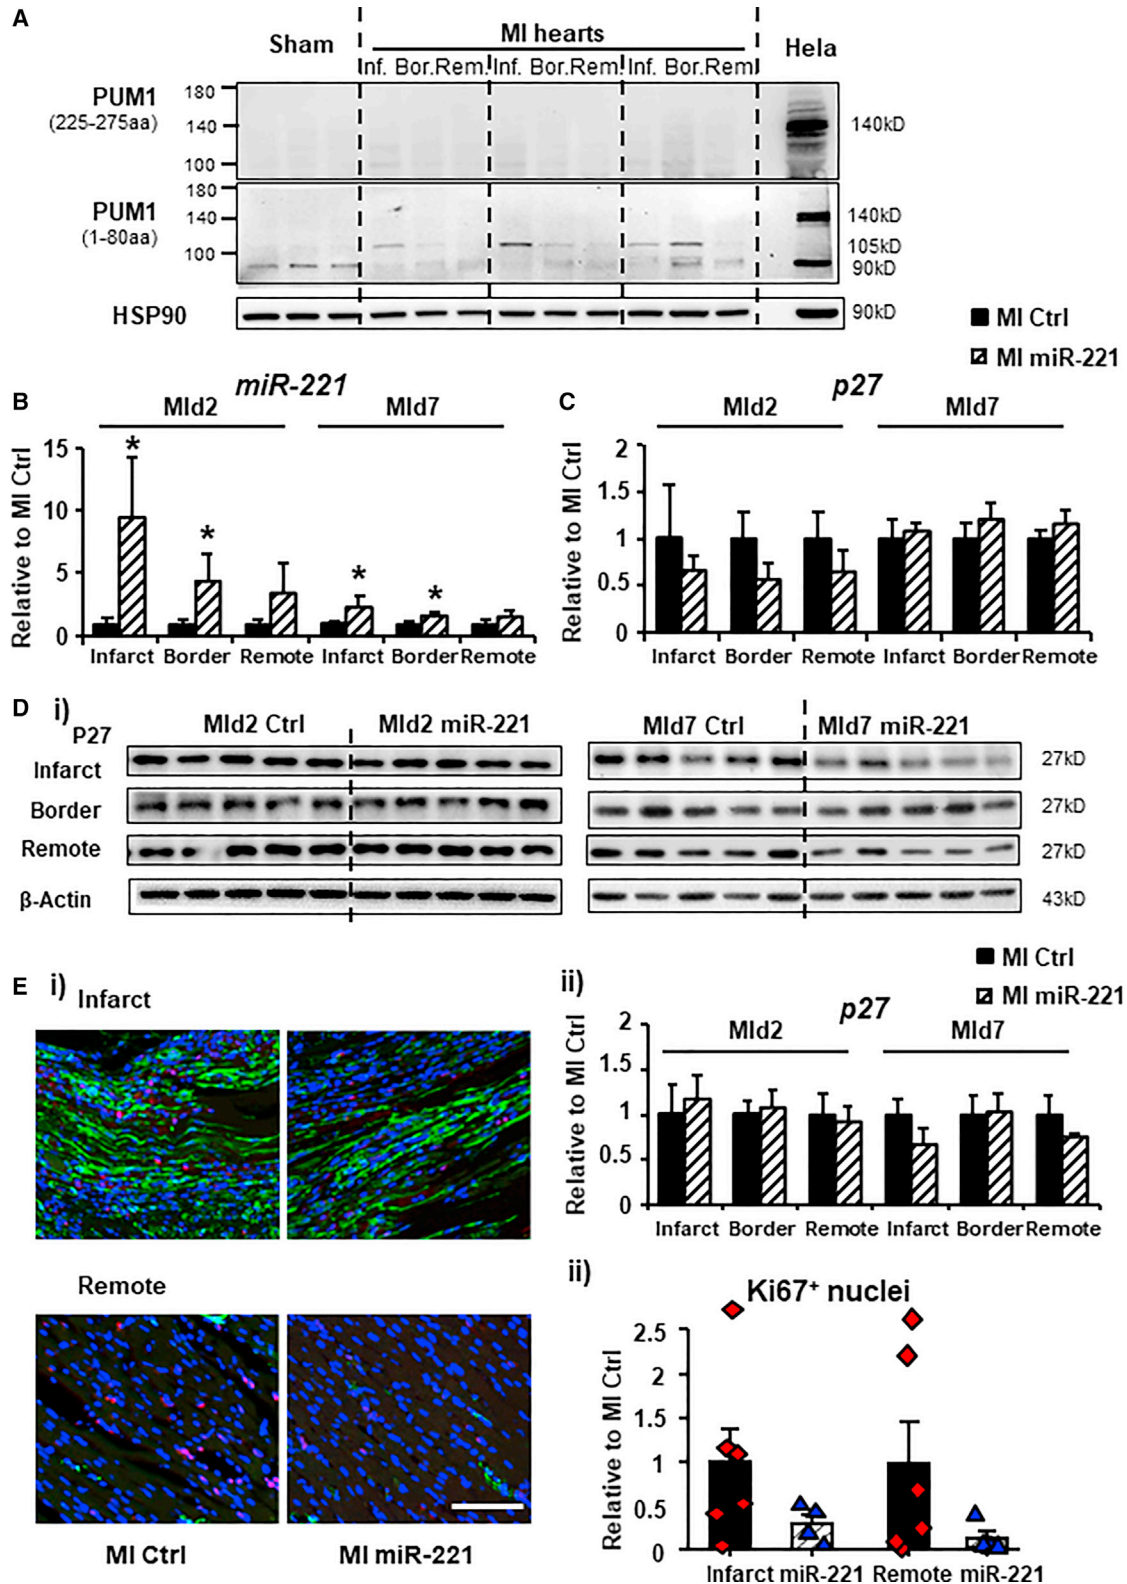 A
Sham
MI hearts
Hela
Inf. Bor.Rem. Inf. Bor.Rem. Inf. Bor.Rem
PUM1
(225-275aa)
180
140
100
140kD
PUM1
(1-80aa)
180
140
100
140kD
105kD
90kD
HSP90
90kD
MI Ctrl
MI miR-221
B
miR-221
MId2
MId7
Relative to MI Ctrl
15
10
5
0
Infarct Border Remote Infarct Border Remote
C
p27
MId2
MId7
Relative to MI Ctrl
2
1.5
1
0.5
0
Infarct Border Remote Infarct Border Remote
D
i)
P27
MId2 Ctrl
MId2 miR-221
MId7 Ctrl
MId7 miR-221
Infarct
27kD
Border
27kD
Remote
27kD
β-Actin
43kD
MI Ctrl
MI miR-221
ii)
p27
MId2
MId7
Relative to MI Ctrl
2
1.5
1
0.5
0
Infarct Border Remote Infarct Border Remote
E
i)
Infarct
Remote
MI Ctrl
MI miR-221
ii)
Ki67+ nuclei
Relative to MI Ctrl
2.5
2
1.5
1
0.5
0
Infarct miR-221 Remote miR-221